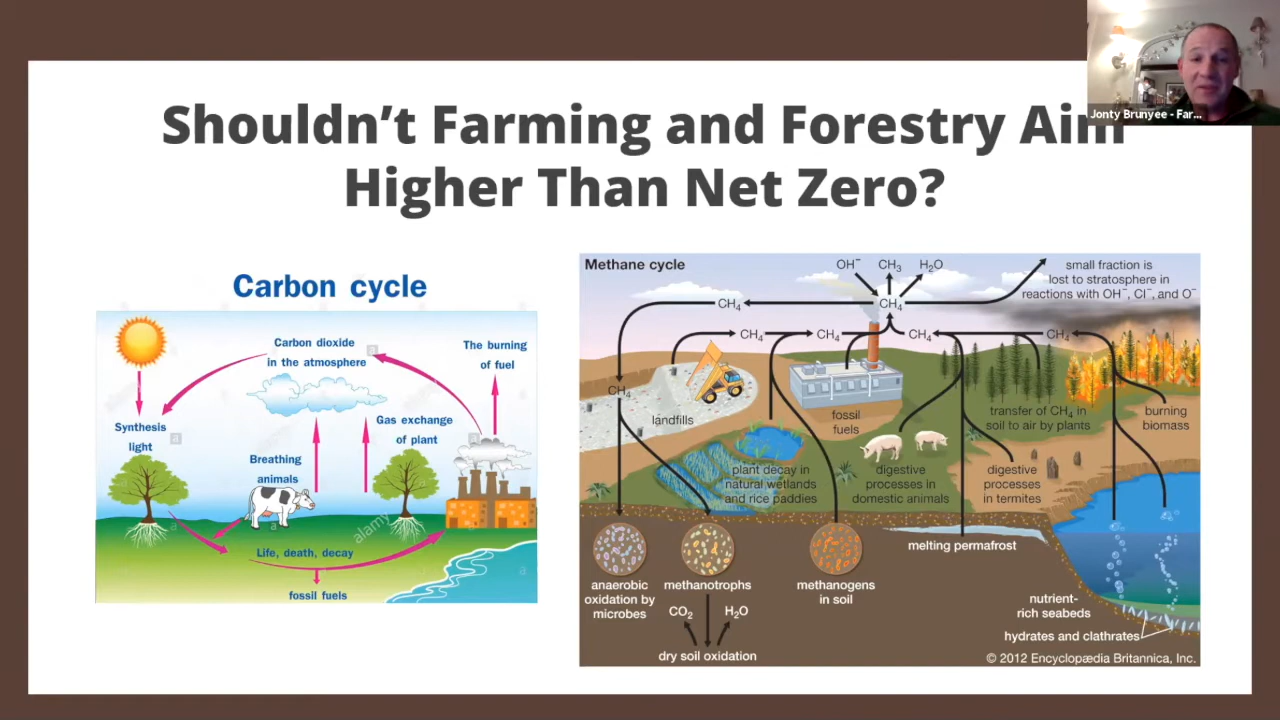 Jonty Brunyee - Far...
Shouldn't Farming and Forestry Aim
Higher Than Net Zero?
Carbon cycle
Carbon dioxide
in the atmosphere
a
The burning
of fuel
Synthesis
light
a
Gas exchange
of plant
Breathing
animals
alamy
a
Life, death, decay
a
fossil fuels
Methane cycle
OH⁻
CH₃
H₂O
small fraction is
lost to stratosphere in
reactions with OH⁻, Cl⁻, and O⁻
CH₄
CH₄
CH₄
CH₄
CH₄
CH₄
CH₄
landfills
fossil
fuels
transfer of CH₄ in
soil to air by plants
burning
biomass
plant decay in
natural wetlands
and rice paddies
digestive
processes in
domestic animals
digestive
processes
in termites
melting permafrost
anaerobic
oxidation by
microbes
methanotrophs
methanogens
in soil
CO₂
H₂O
dry soil oxidation
nutrient-
rich seabeds
hydrates and clathrates
© 2012 Encyclopædia Britannica, Inc.